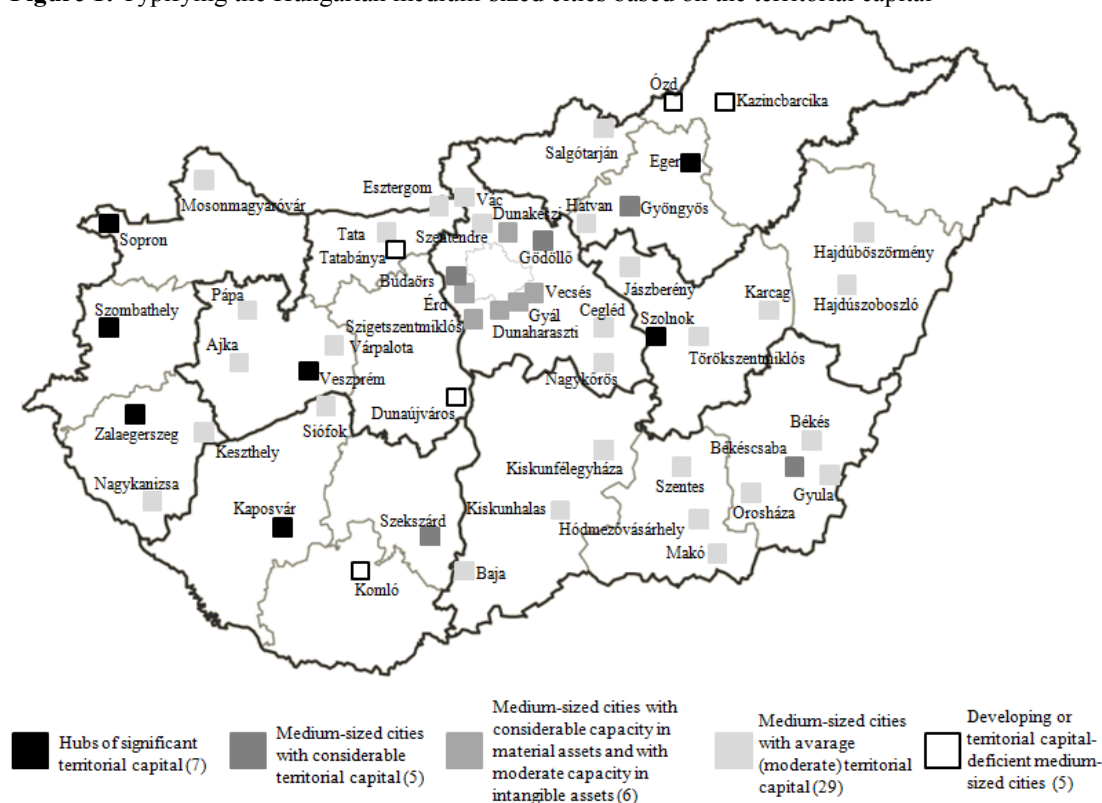 Figure 1: Typifying the Hungarian medium-sized cities based on the territorial capital
Ózd
Kazincbarcika
Salgótarján
Eger
Mosonmagyaróvár
Esztergom
Vác
Dunakeszi
Hatvan
Gyöngyös
Sopron
Tata
Szentendre
Tatabánya
Gödöllő
Hajdúböszörmény
Budaörs
Jászberény
Hajdúszoboszló
Pápa
Érd
Vecsés
Karcag
Szombathely
Szigetszentmiklós
Gyál
Cegléd
Szolnok
Ajka
Várpalota
Dunaharaszti
Törökszentmiklós
Veszprém
Nagykőrös
Zalaegerszeg
Siófok
Dunaújváros
Békés
Keszthely
Békéscsaba
Kiskunfélegyháza
Nagykanizsa
Szentes
Gyula
Kaposvár
Kiskunhalas
Orosháza
Szekszárd
Hódmezővásárhely
Makó
Baja
Komló
Hubs of significant
territorial capital (7)
Medium-sized cities
with considerable
territorial capital (5)
Medium-sized cities with
considerable capacity in
material assets and with
moderate capacity in
intangible assets (6)
Medium-sized cities
with avarage
(moderate) territorial
capital (29)
Developing or
territorial capital-
deficient medium-
sized cities (5)